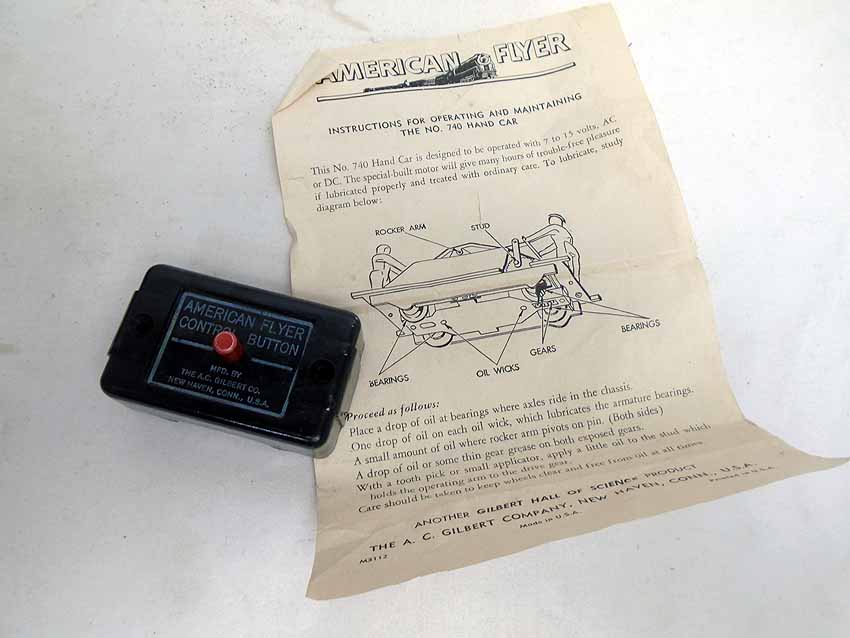 AMERICAN FLYER
INSTRUCTIONS FOR OPERATING AND MAINTAINING
THE NO. 740 HAND CAR
This No. 740 Hand Car is designed to be operated with 7 to 15 volts, AC
or DC. The special-built motor will give many hours of trouble-free pleasure
if lubricated properly and treated with ordinary care. To lubricate, study
diagram below:
ROCKER ARM
STUD
BEARINGS
OIL WICKS
GEARS
BEARINGS
Proceed as follows:
Place a drop of oil at bearings where axles ride in the chassis.
One drop of oil on each oil wick, which lubricates the armature bearings.
A small amount of oil where rocker arm pivots on pin. (Both sides)
A drop of oil or some thin gear grease on both exposed gears.
With a tooth pick or small applicator, apply a little oil to the stud which
holds the operating arm to the drive gear.
Care should be taken to keep wheels clear and free from oil at all times.
ANOTHER GILBERT HALL OF SCIENCE PRODUCT
THE A. C. GILBERT COMPANY, NEW HAVEN, CONN., U.S.A.
M3112
Made in U.S.A.
Printed in U.S.A.
AMERICAN FLYER
CONTROL BUTTON
MFD. BY
THE A.C. GILBERT CO.
NEW HAVEN, CONN., U.S.A.